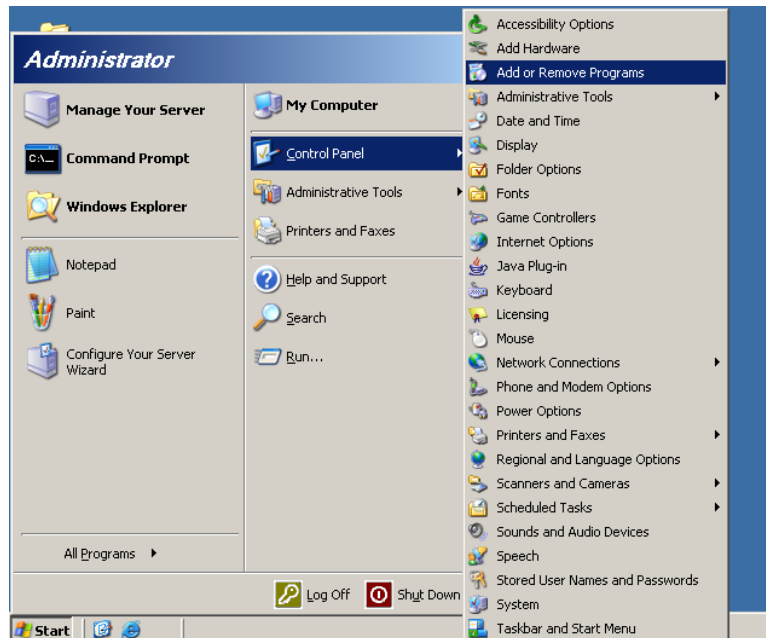 Administrator
Manage Your Server
Command Prompt
Windows Explorer
Notepad
Paint
Configure Your Server
Wizard
All Programs
My Computer
Control Panel
Administrative Tools
Printers and Faxes
Help and Support
Search
Run...
Log Off
Shut Down
Accessibility Options
Add Hardware
Add or Remove Programs
Administrative Tools
Date and Time
Display
Folder Options
Fonts
Game Controllers
Internet Options
Java Plug-in
Keyboard
Licensing
Mouse
Network Connections
Phone and Modem Options
Power Options
Printers and Faxes
Regional and Language Options
Scanners and Cameras
Scheduled Tasks
Sounds and Audio Devices
Speech
Stored User Names and Passwords
System
Taskbar and Start Menu
Start